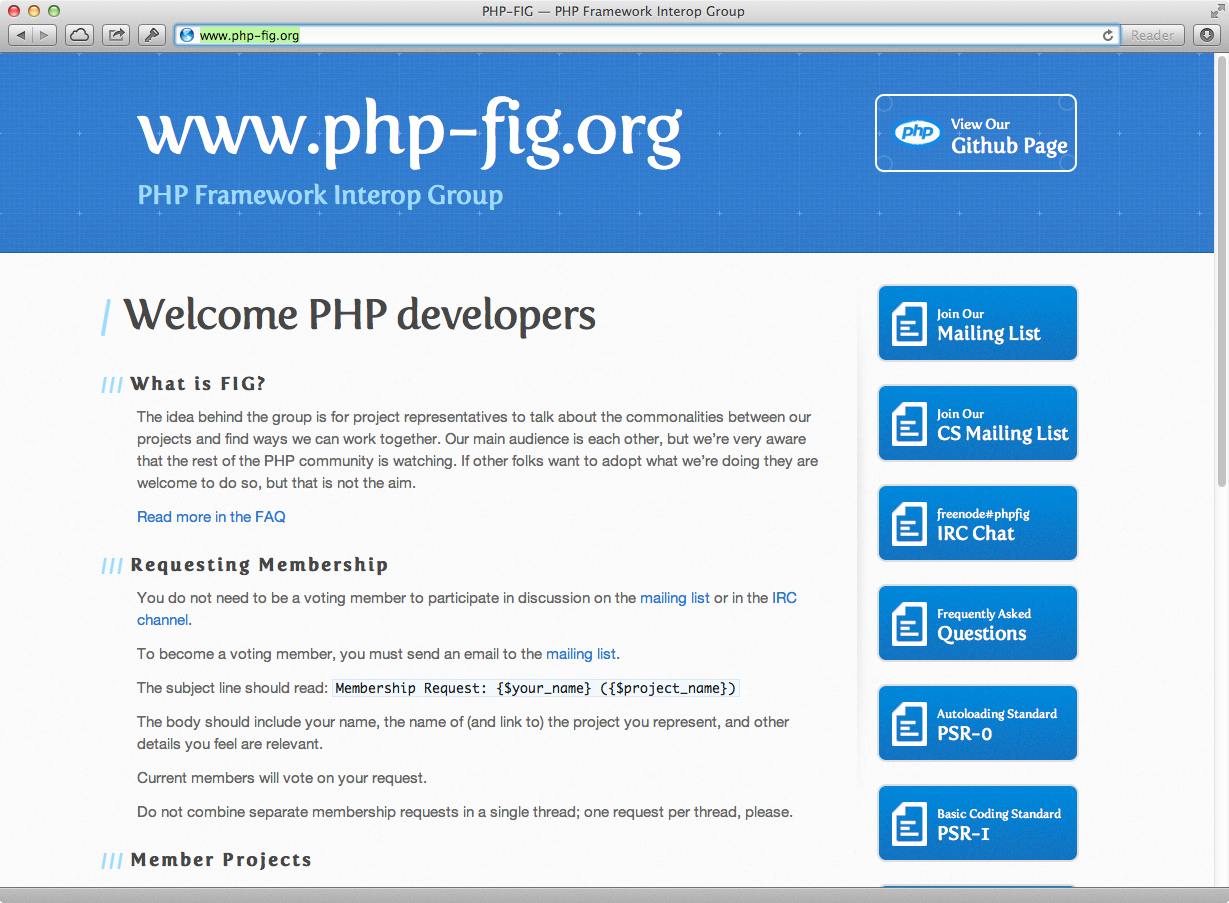 PHP-FIG — PHP Framework Interop Group
www.php-fig.org
Reader
www.php-fig.org
PHP Framework Interop Group
php
View Our
Github Page
/ Welcome PHP developers
/// What is FIG?
The idea behind the group is for project representatives to talk about the commonalities between our
projects and find ways we can work together. Our main audience is each other, but we're very aware
that the rest of the PHP community is watching. If other folks want to adopt what we're doing they are
welcome to do so, but that is not the aim.
Read more in the FAQ
/// Requesting Membership
You do not need to be a voting member to participate in discussion on the mailing list or in the IRC
channel.
To become a voting member, you must send an email to the mailing list.
The subject line should read: Membership Request: {$your_name} ({$project_name})
The body should include your name, the name of (and link to) the project you represent, and other
details you feel are relevant.
Current members will vote on your request.
Do not combine separate membership requests in a single thread; one request per thread, please.
/// Member Projects
Join Our
Mailing List
Join Our
CS Mailing List
freenode#phpfig
IRC Chat
Frequently Asked
Questions
Autoloading Standard
PSR-0
Basic Coding Standard
PSR-1